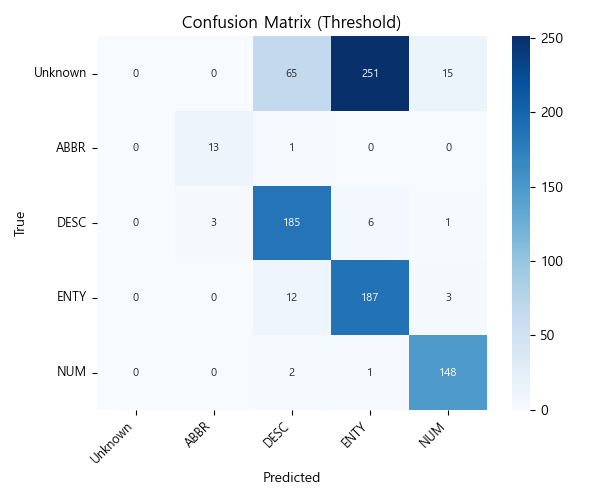 Confusion Matrix (Threshold)
Unknown 0 0 65 251 15
ABBR 0 13 1 0 0
DESC 0 3 185 6 1
ENTY 0 0 12 187 3
NUM 0 0 2 1 148
Unknown ABBR DESC ENTY NUM
True
Predicted
250
200
150
100
50
0